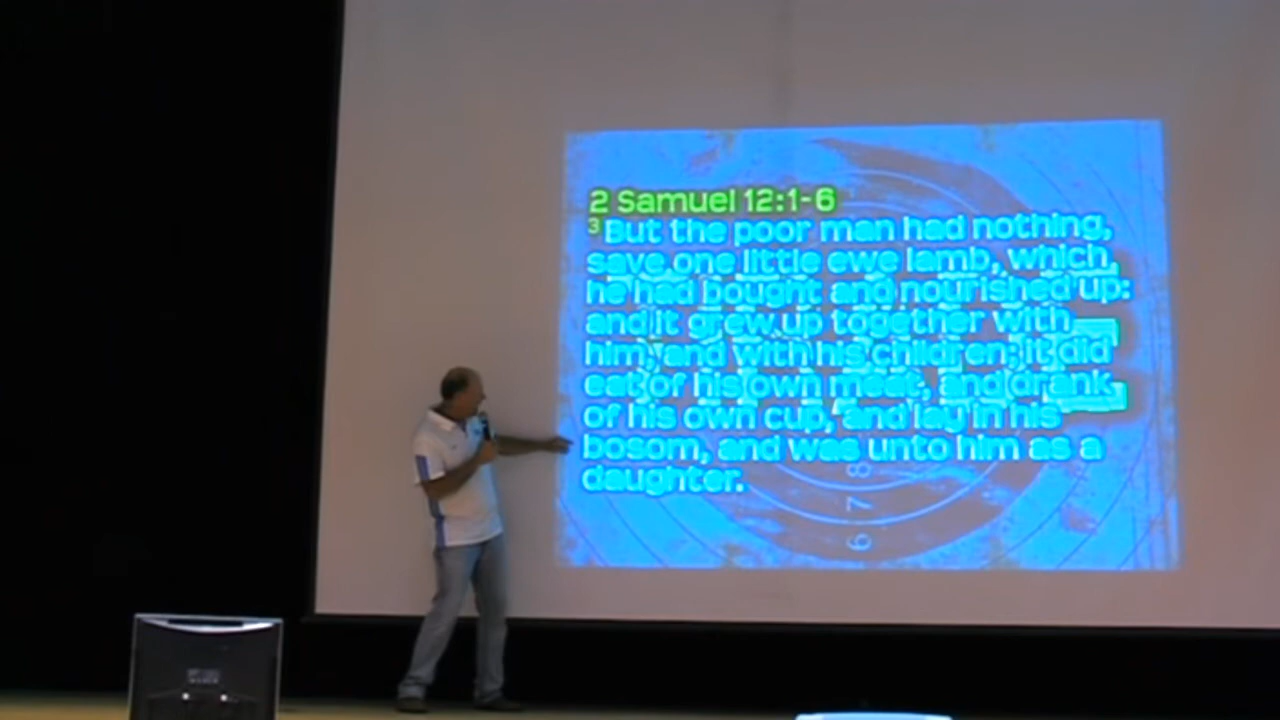 2 Samuel 12:1-6
3 But the poor man had nothing,
save one little ewe lamb, which
he had bought and nourished up:
and it grew up together with
him, and with his children; it did
eat of his own meat, and drank
of his own cup, and lay in his
bosom, and was unto him as a
daughter.
8
7
6